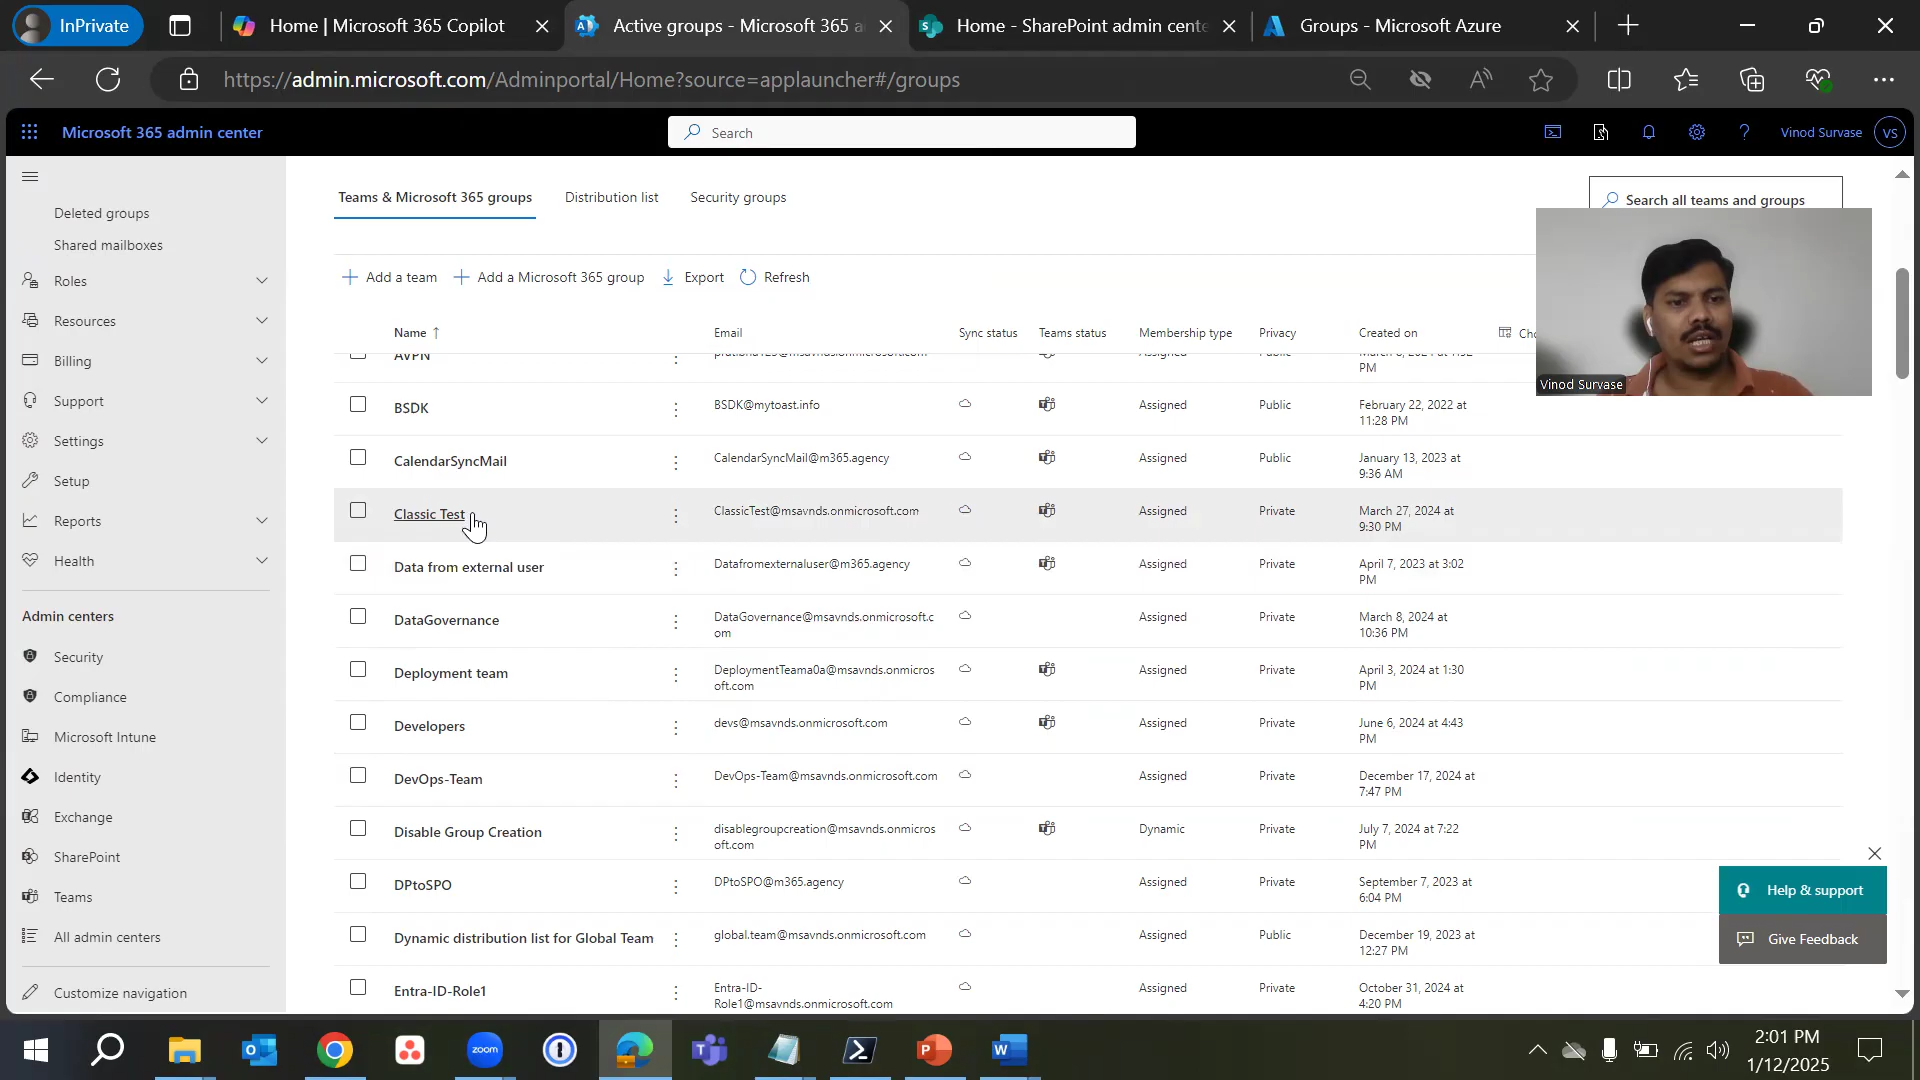 InPrivate
Home | Microsoft 365 Copilot
Active groups - Microsoft 365 a
Home - SharePoint admin cente
Groups - Microsoft Azure
https://admin.microsoft.com/Adminportal/Home?source=applauncher#/groups
Microsoft 365 admin center
Search
Vinod Survase
VS
Deleted groups
Shared mailboxes
Roles
Resources
Billing
Support
Settings
Setup
Reports
Health
Admin centers
Security
Compliance
Microsoft Intune
Identity
Exchange
SharePoint
Teams
All admin centers
Customize navigation
Teams & Microsoft 365 groups
Distribution list
Security groups
Search all teams and groups
Add a team
Add a Microsoft 365 group
Export
Refresh
Name ↑
Email
Sync status
Teams status
Membership type
Privacy
Created on
Cho
AVPN
Assigned
Public
PM
BSDK
BSDK@mytoast.info
Assigned
Public
February 22, 2022 at
11:28 PM
CalendarSyncMail
CalendarSyncMail@m365.agency
Assigned
Public
January 13, 2023 at
9:36 AM
Classic Test
ClassicTest@msavnds.onmicrosoft.com
Assigned
Private
March 27, 2024 at
9:30 PM
Data from external user
Datafromexternaluser@m365.agency
Assigned
Private
April 7, 2023 at 3:02
PM
DataGovernance
DataGovernance@msavnds.onmicrosoft.c
om
Assigned
Private
March 8, 2024 at
10:36 PM
Deployment team
DeploymentTeama0a@msavnds.onmicros
oft.com
Assigned
Private
April 3, 2024 at 1:30
PM
Developers
devs@msavnds.onmicrosoft.com
Assigned
Private
June 6, 2024 at 4:43
PM
DevOps-Team
DevOps-Team@msavnds.onmicrosoft.com
Assigned
Private
December 17, 2024 at
7:47 PM
Disable Group Creation
disablegroupcreation@msavnds.onmicros
oft.com
Dynamic
Private
July 7, 2024 at 7:22
PM
DPtoSPO
DPtoSPO@m365.agency
Assigned
Private
September 7, 2023 at
6:04 PM
Dynamic distribution list for Global Team
global.team@msavnds.onmicrosoft.com
Assigned
Public
December 19, 2023 at
12:27 PM
Entra-ID-Role1
Entra-ID-
Role1@msavnds.onmicrosoft.com
Assigned
Private
October 31, 2024 at
4:20 PM
Vinod Survase
Help & support
Give Feedback
zoom
2:01 PM
1/12/2025